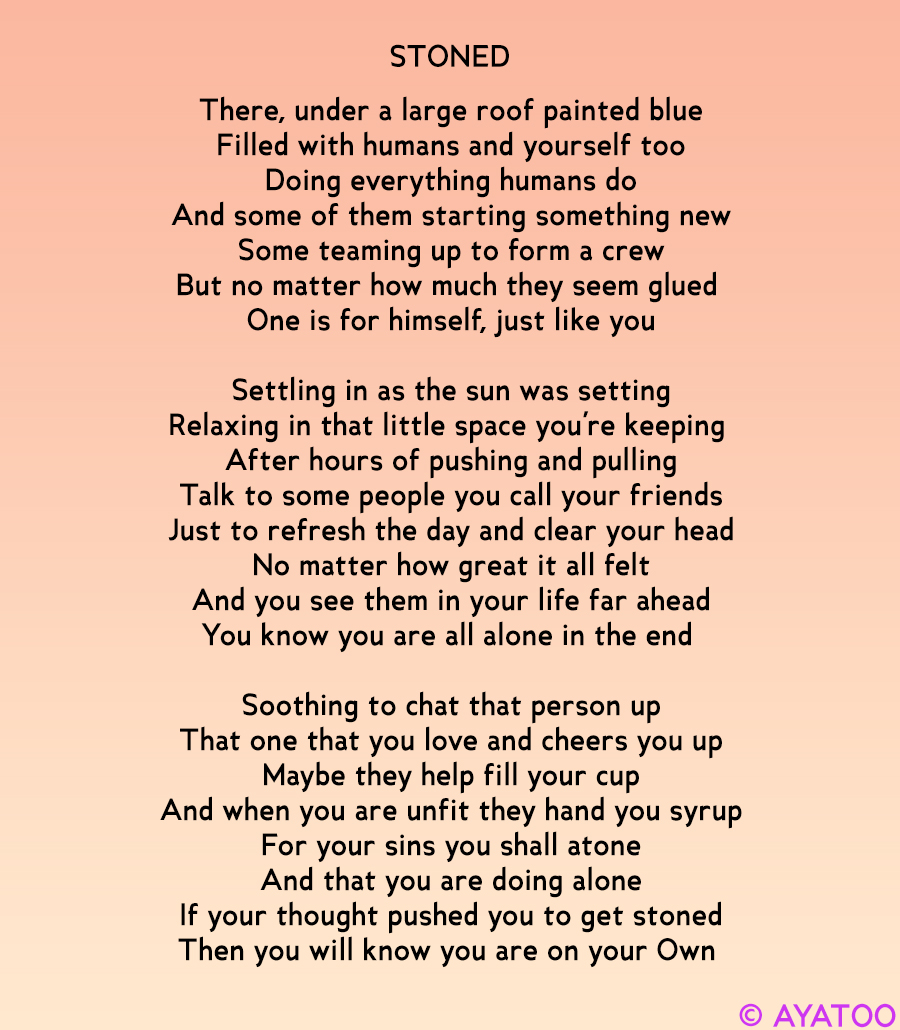 STONED
There, under a large roof painted blue
Filled with humans and yourself too
Doing everything humans do
And some of them starting something new
Some teaming up to form a crew
But no matter how much they seem glued
One is for himself, just like you
Settling in as the sun was setting
Relaxing in that little space you're keeping
After hours of pushing and pulling
Talk to some people you call your friends
Just to refresh the day and clear your head
No matter how great it all felt
And you see them in your life far ahead
You know you are all alone in the end
Soothing to chat that person up
That one that you love and cheers you up
Maybe they help fill your cup
And when you are unfit they hand you syrup
For your sins you shall atone
And that you are doing alone
If your thought pushed you to get stoned
Then you will know you are on your Own
© AYATOO